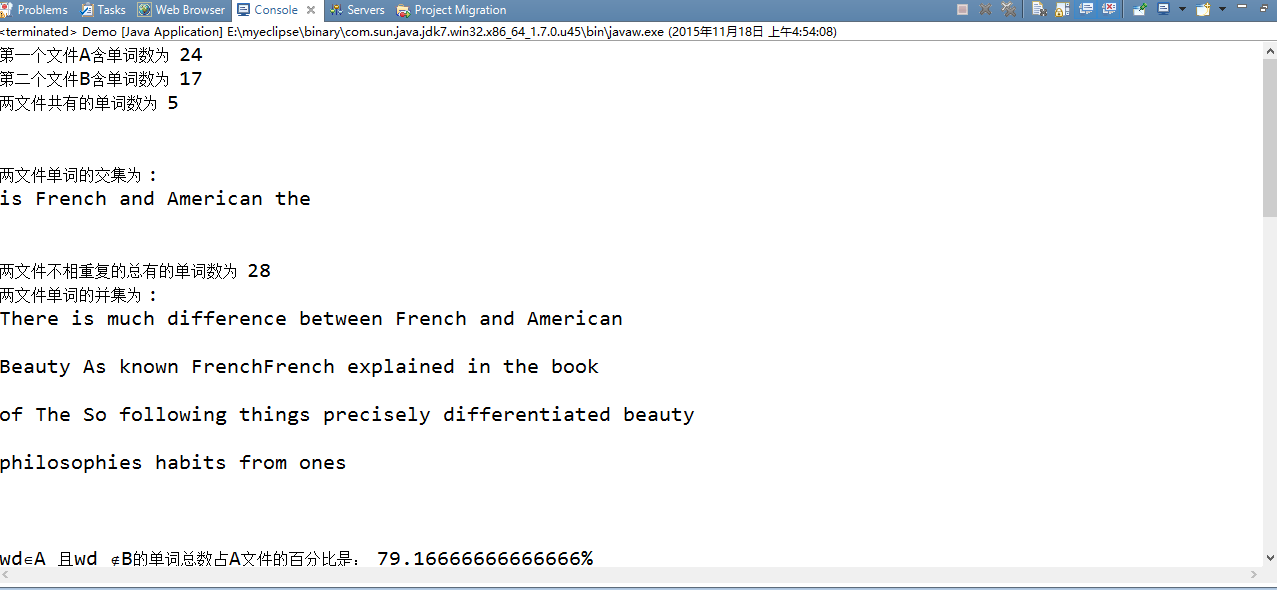 Problems Tasks Web Browser Console Servers Project Migration
<terminated> Demo [Java Application] E:\myeclipse\binary\com.sun.java.jdk7.win32.x86_64_1.7.0.u45\bin\javaw.exe (2015年11月18日 上午4:54:08)
第一个文件A含单词数为 24
第二个文件B含单词数为 17
两文件共有的单词数为 5
两文件单词的交集为 :
is French and American the
两文件不相重复的总有的单词数为 28
两文件单词的并集为 :
There is much difference between French and American
Beauty As known FrenchFrench explained in the book
of The So following things precisely differentiated beauty
philosophies habits from ones
wd∈A 且wd ∉B的单词总数占A文件的百分比是: 79.16666666666666%